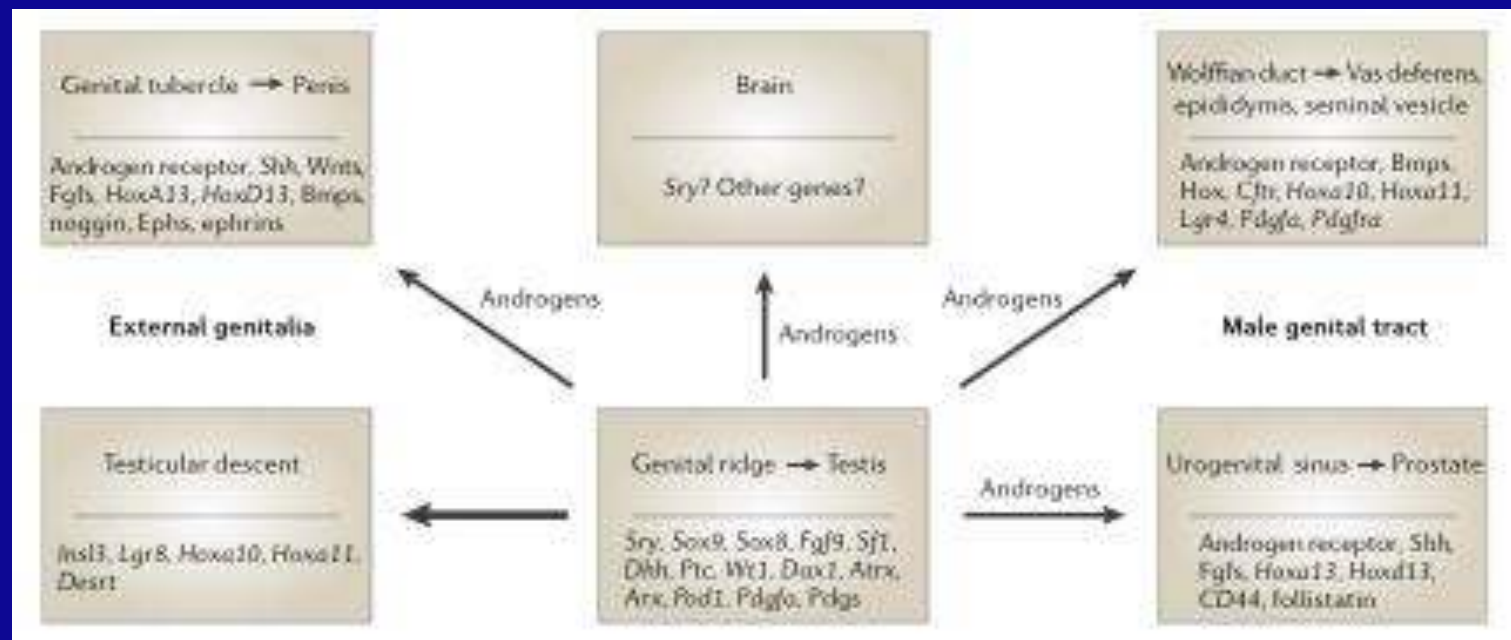 Genital tubercle → Penis
Androgen receptor, Shh, Wnts,
Fgfs, HoxA13, HoxD13, Bmps,
noggin, Ephs, ephrins
Brain
Sry? Other genes?
Wolffian duct → Vas deferens,
epididymis, seminal vesicle
Androgen receptor, Bmps,
Hox, Cftr, Hoxa10, Hoxa11,
Lgr4, Pdgfa, Pdgfra
External genitalia
Androgens
Androgens
Androgens
Male genital tract
Testicular descent
Insl3, Lgr8, Hoxa10, Hoxa11,
Desrt
Genital ridge → Testis
Sry, Sox9, Sox8, Fgf9, Sf1,
Dhh, Ptc, Wt1, Dax1, Atrx,
Arx, Pod1, Pdgfa, Pdgs
Androgens
Urogenital sinus → Prostate
Androgen receptor, Shh,
Fgfs, Hoxa13, Hoxd13,
CD44, follistatin